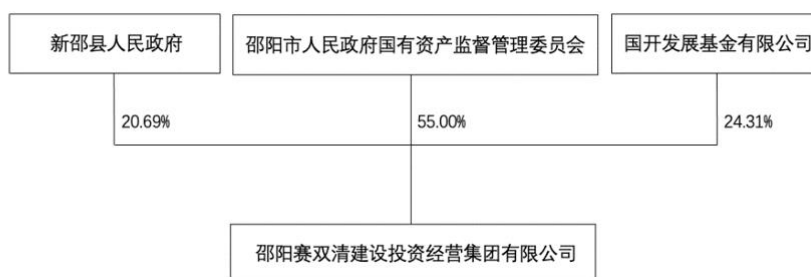 新邵县人民政府
邵阳市人民政府国有资产监督管理委员会
国开发展基金有限公司
20.69%
55.00%
24.31%
邵阳赛双清建设投资经营集团有限公司